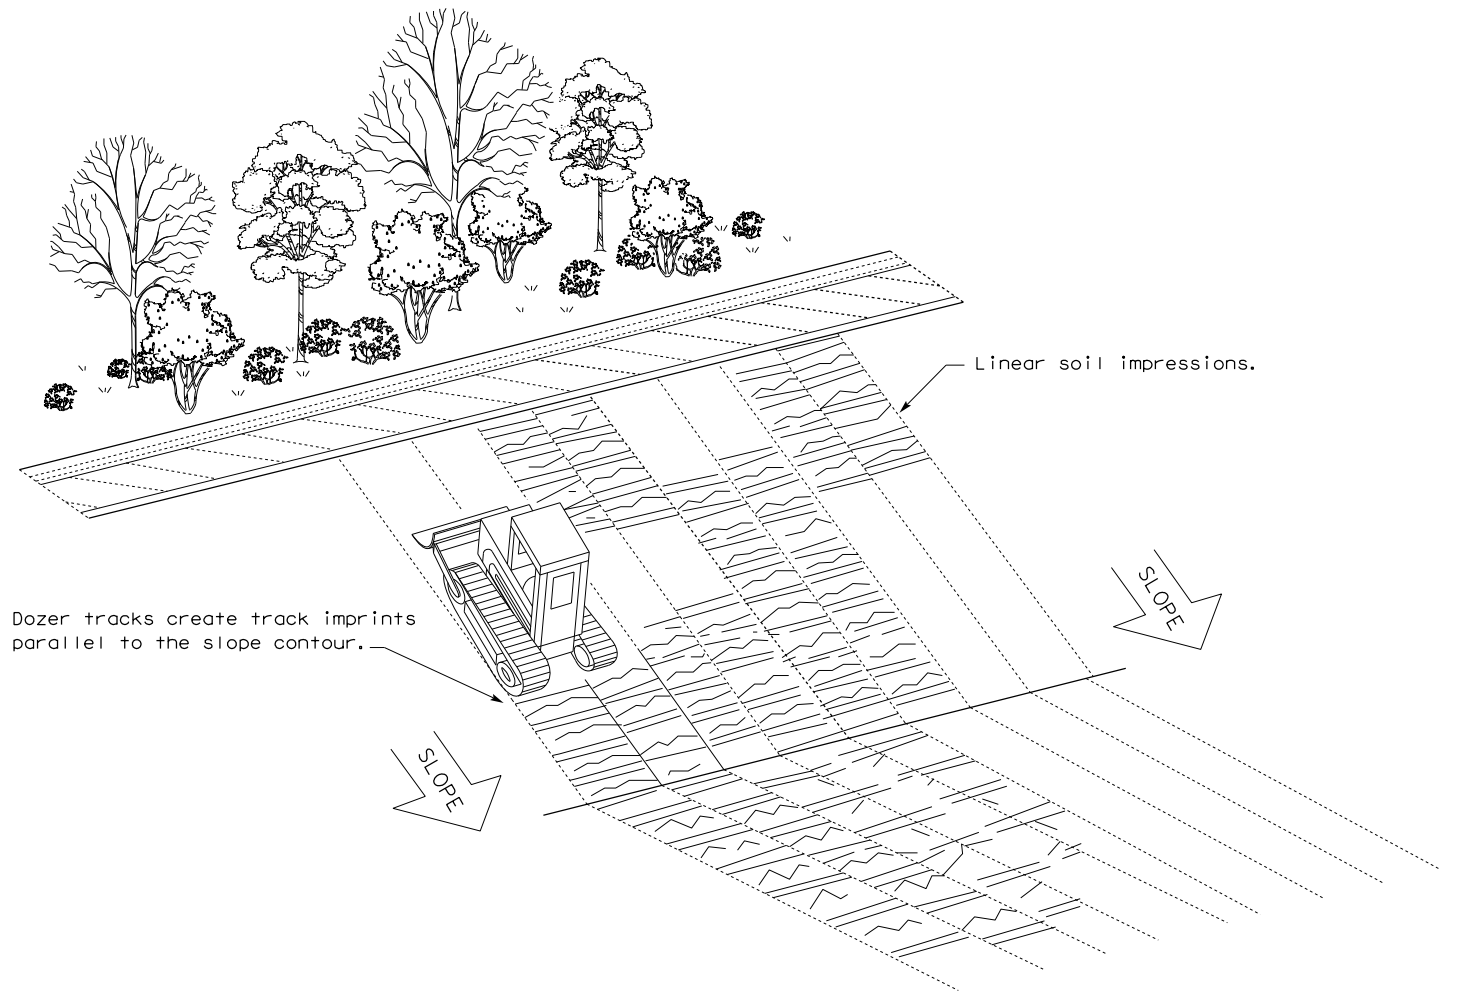 Linear soil impressions.
SLOPE
Dozer tracks create track imprints
parallel to the slope contour.
SLOPE